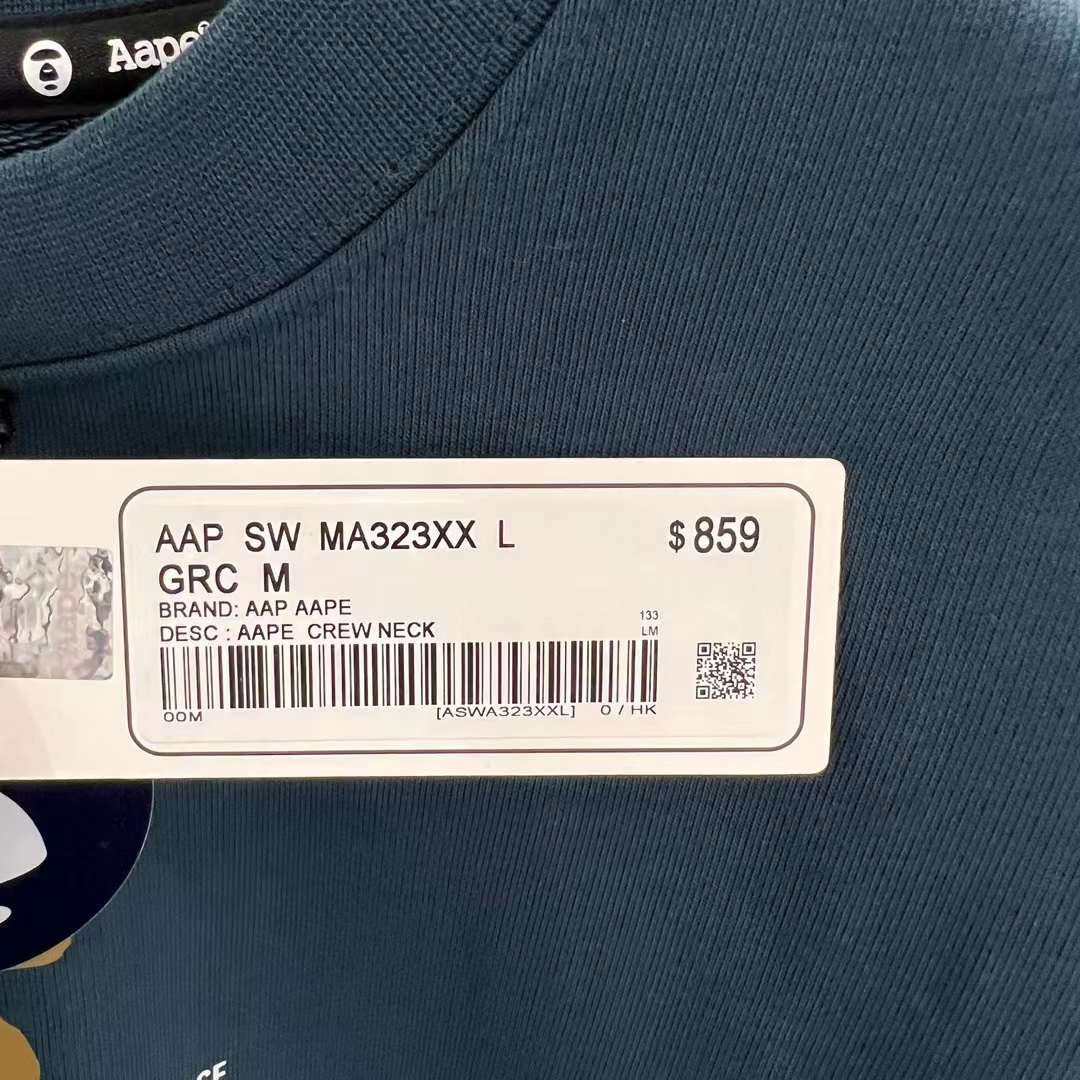 Aape
AAP SW MA323XX L
$859
GRC M
BRAND: AAP AAPE
DESC : AAPE CREW NECK
133
LM
00M
[ASWA323XXL]
0 / HK